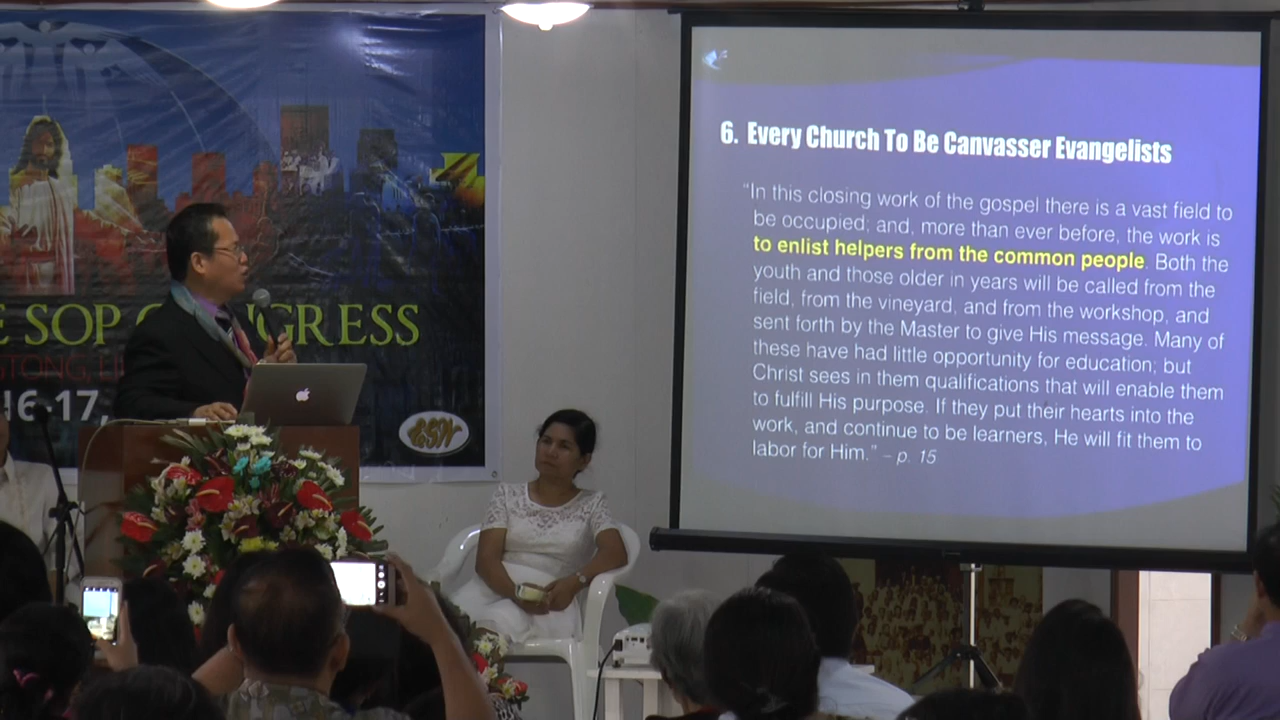 SOP CONGRESS
16-17,
6. Every Church To Be Canvasser Evangelists
“In this closing work of the gospel there is a vast field to
be occupied; and, more than ever before, the work is
to enlist helpers from the common people. Both the
youth and those older in years will be called from the
field, from the vineyard, and from the workshop, and
sent forth by the Master to give His message. Many of
these have had little opportunity for education; but
Christ sees in them qualifications that will enable them
to fulfill His purpose. If they put their hearts into the
work, and continue to be learners, He will fit them to
labor for Him.” – p. 15